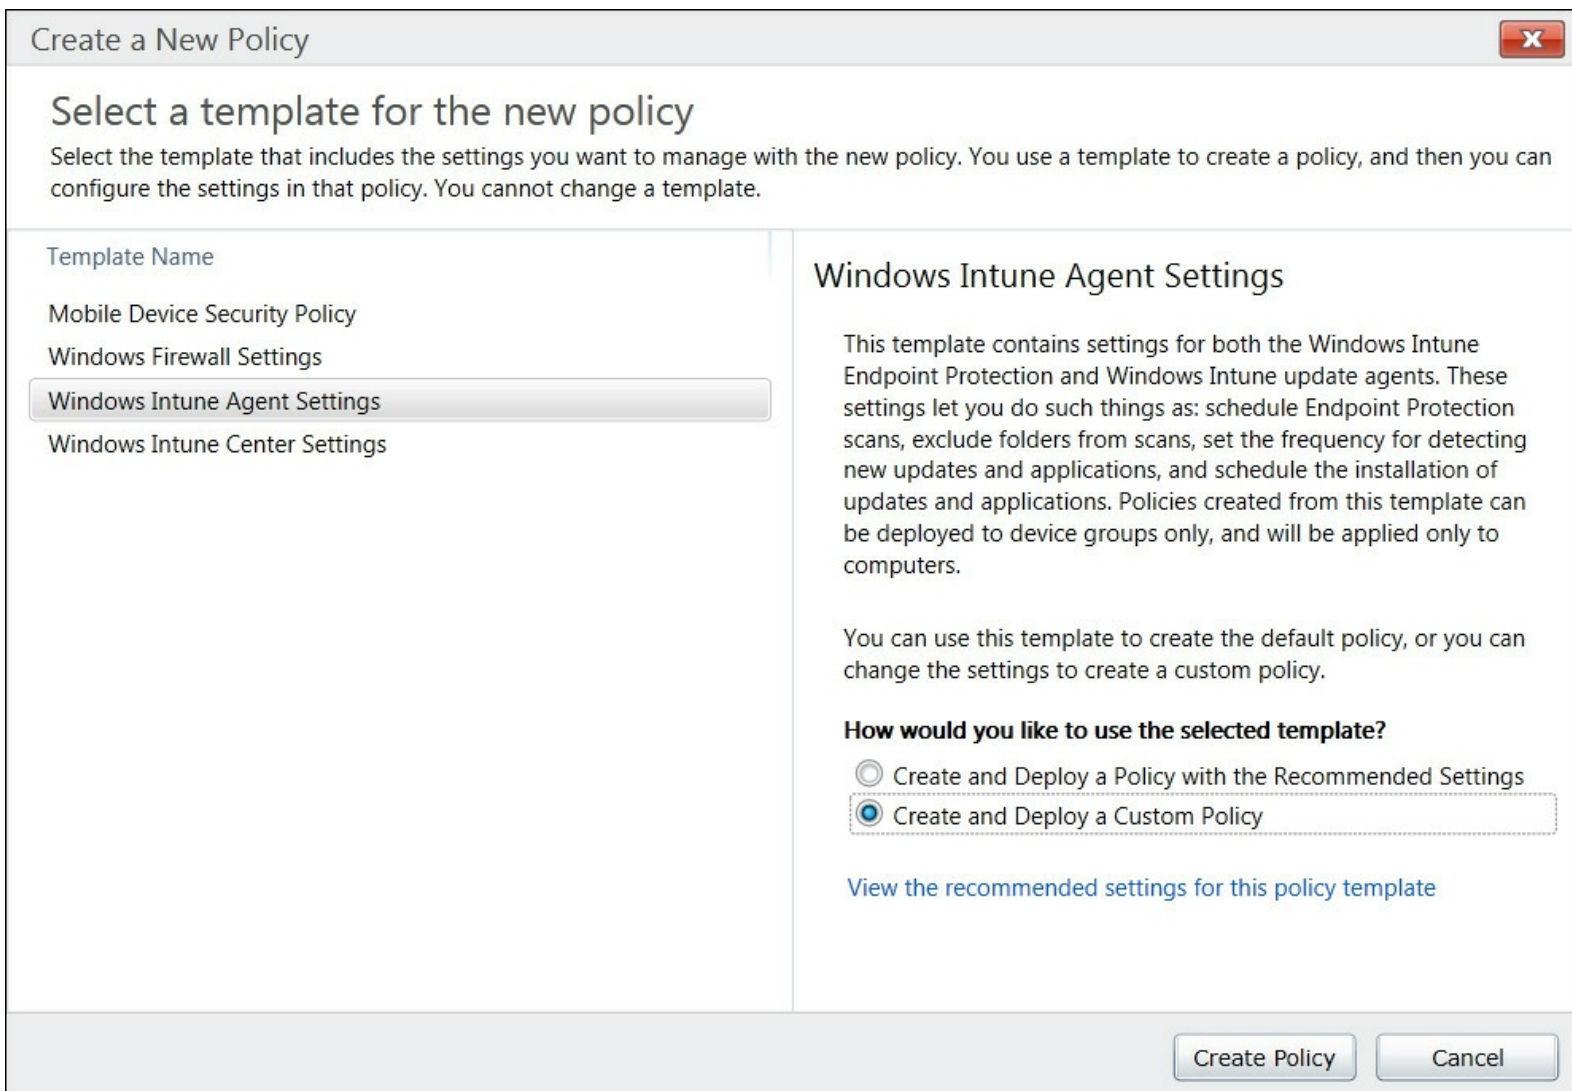 Create a New Policy
Select a template for the new policy
Select the template that includes the settings you want to manage with the new policy. You use a template to create a policy, and then you can
configure the settings in that policy. You cannot change a template.
Template Name
Mobile Device Security Policy
Windows Firewall Settings
Windows Intune Agent Settings
Windows Intune Center Settings
Windows Intune Agent Settings
This template contains settings for both the Windows Intune
Endpoint Protection and Windows Intune update agents. These
settings let you do such things as: schedule Endpoint Protection
scans, exclude folders from scans, set the frequency for detecting
new updates and applications, and schedule the installation of
updates and applications. Policies created from this template can
be deployed to device groups only, and will be applied only to
computers.
You can use this template to create the default policy, or you can
change the settings to create a custom policy.
How would you like to use the selected template?
Create and Deploy a Policy with the Recommended Settings
Create and Deploy a Custom Policy
View the recommended settings for this policy template
Create Policy
Cancel